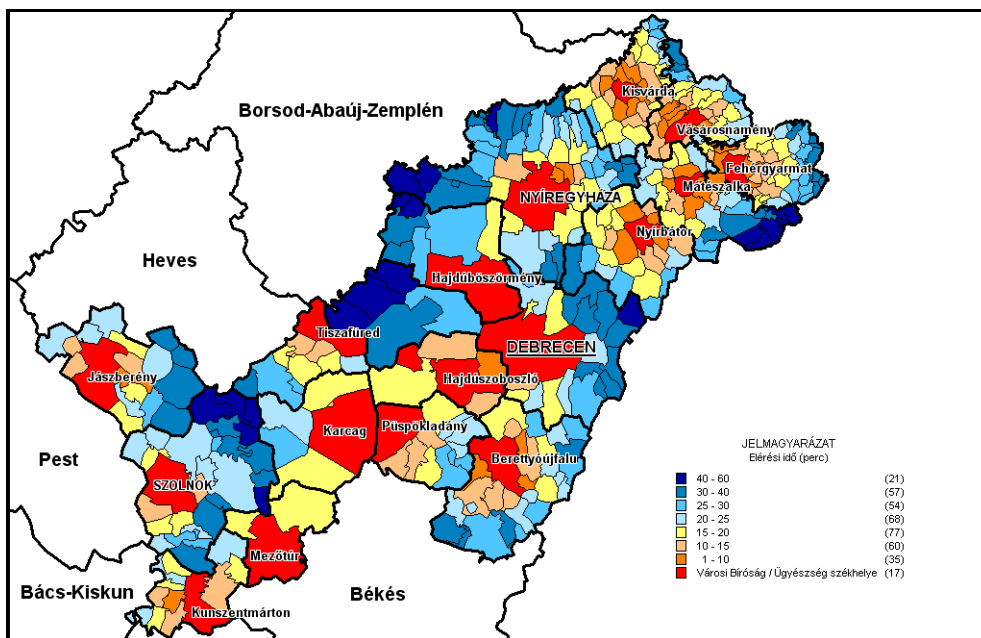 Borsod-Abaúj-Zemplén
Kisvárda
Vásárosnamény
Fehérgyarmat
Mátészalka
NYÍREGYHÁZA
Nyírbátor
Heves
Hajdúböszörmény
Tiszafüred
DEBRECEN
Jászberény
Hajdúszoboszló
Karcag
Püspökladány
Pest
Berettyóújfalu
SZOLNOK
Mezőtúr
Bács-Kiskun
Békés
Kunszentmárton
JELMAGYARÁZAT
Elérési idő (perc)
40 - 60 (21)
30 - 40 (57)
25 - 30 (54)
20 - 25 (68)
15 - 20 (77)
10 - 15 (60)
1 - 10 (35)
Városi Bíróság / Ügyészség székhelye (17)